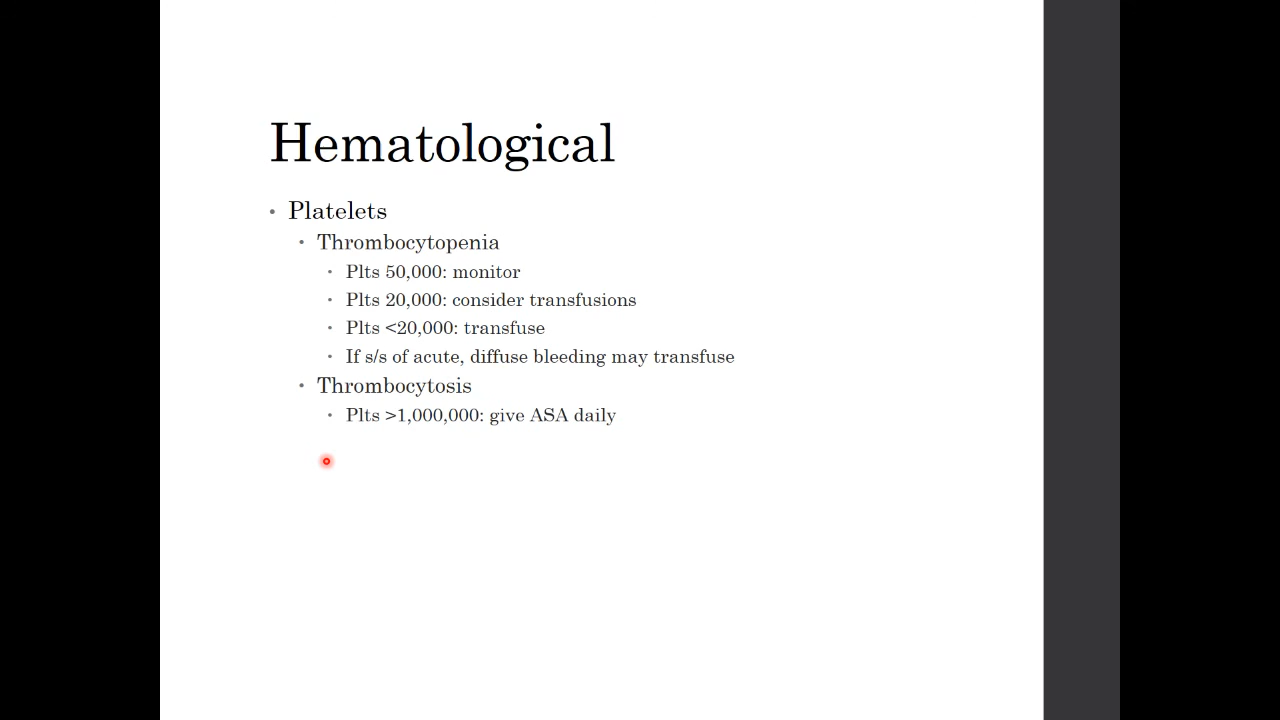 Hematological
• Platelets
• Thrombocytopenia
• Plts 50,000: monitor
• Plts 20,000: consider transfusions
• Plts <20,000: transfuse
• If s/s of acute, diffuse bleeding may transfuse
• Thrombocytosis
• Plts >1,000,000: give ASA daily